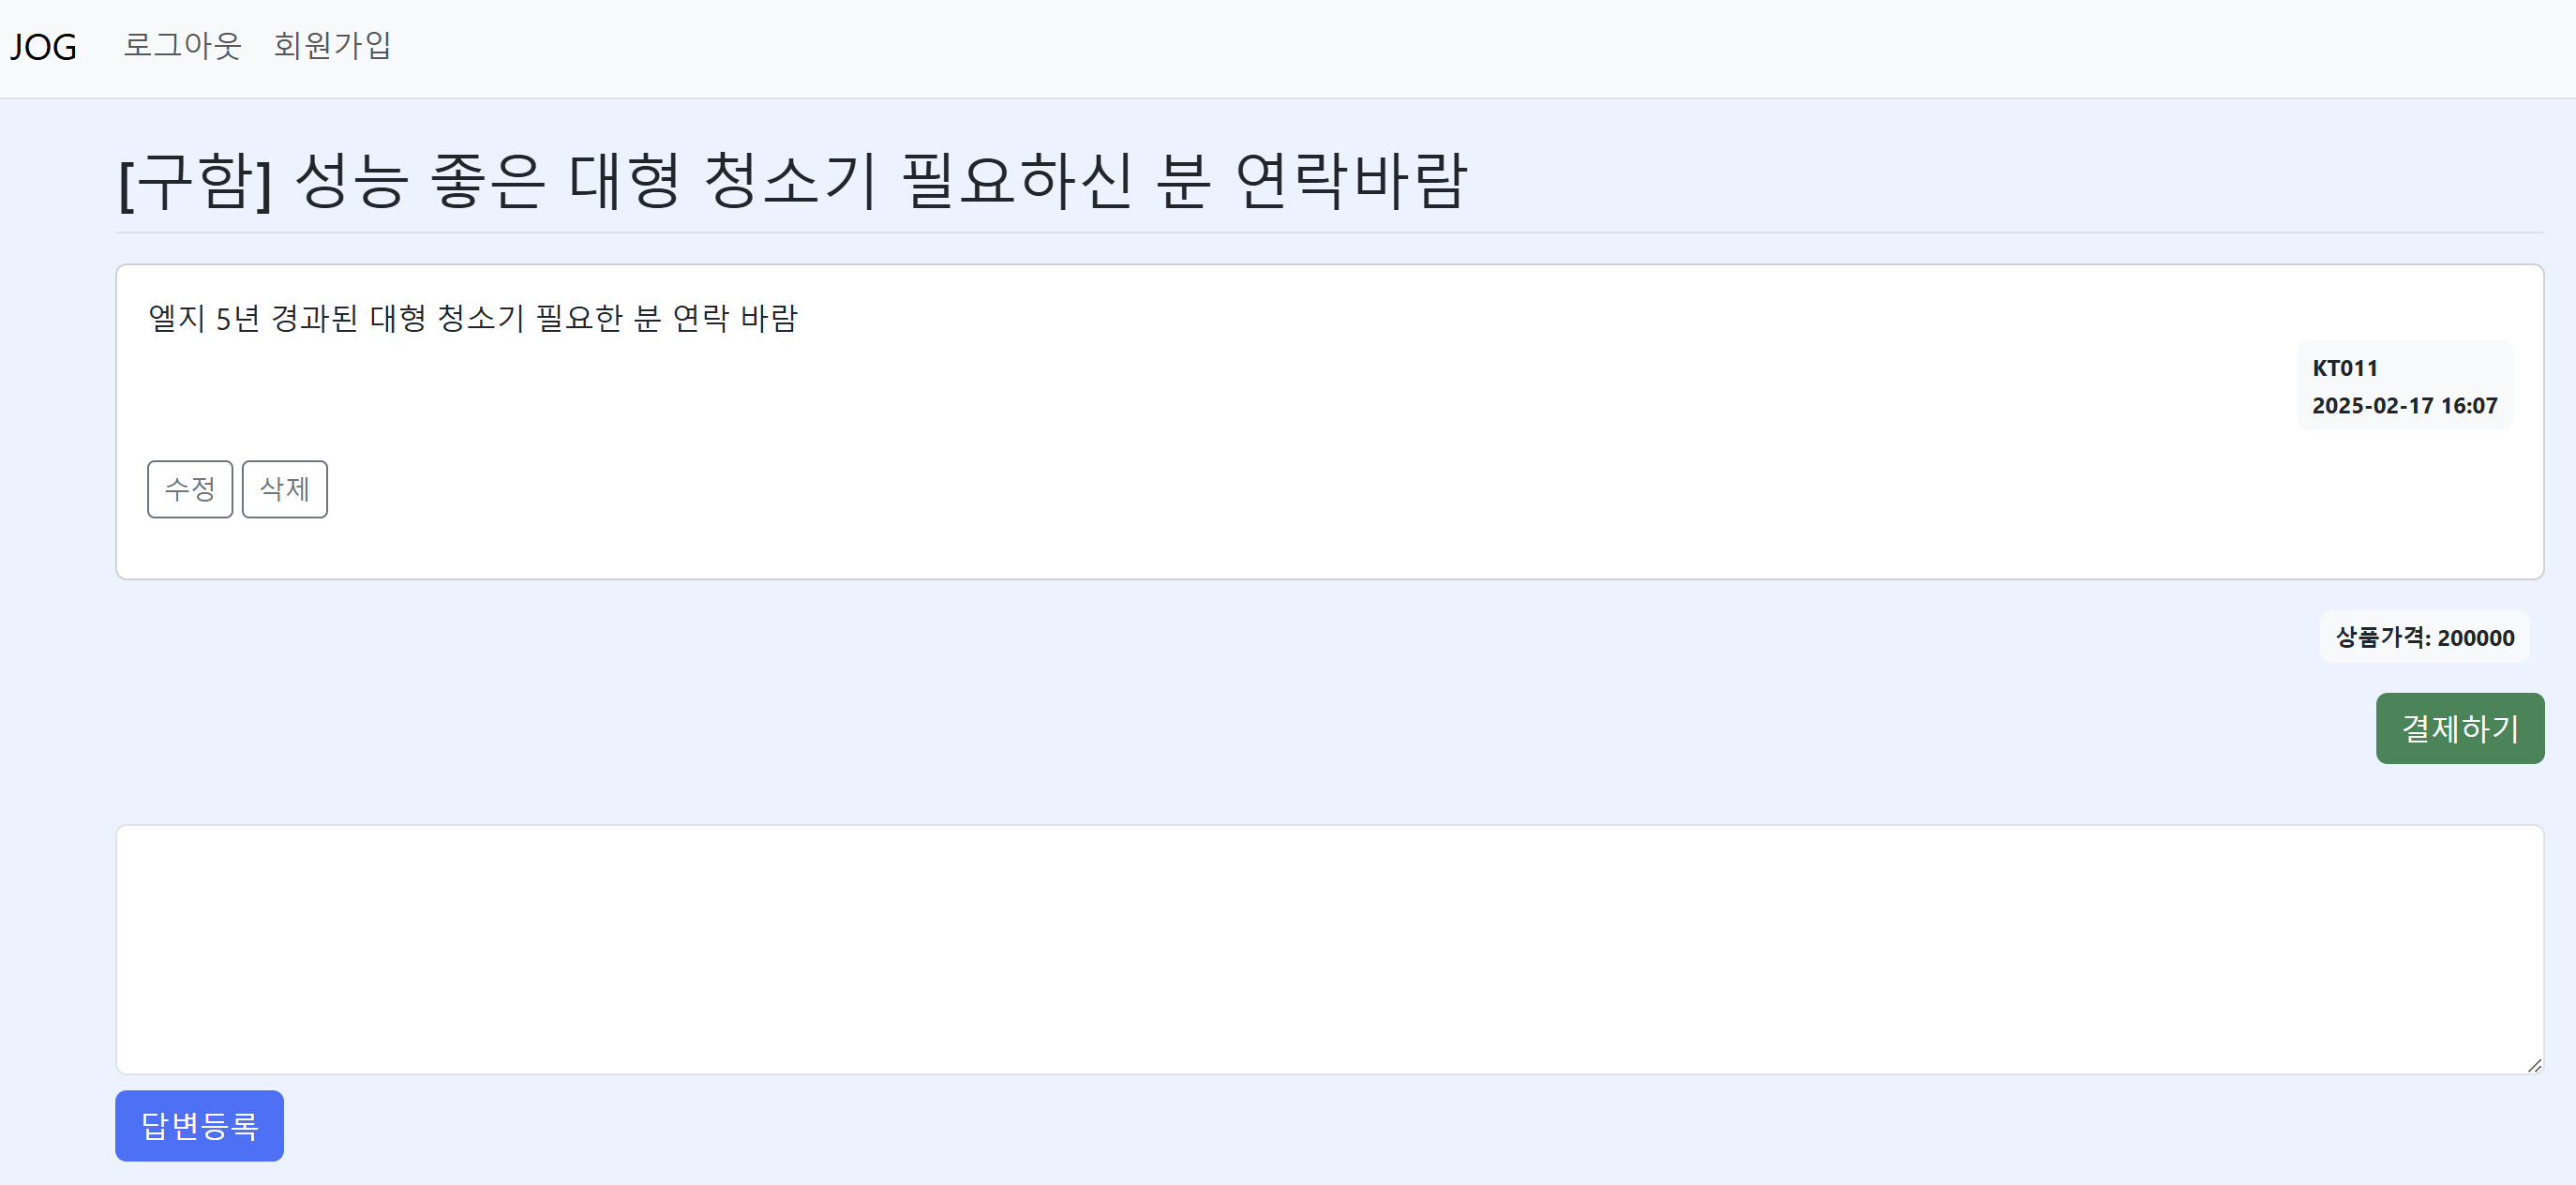 JOG 로그아웃 회원가입
[구함] 성능 좋은 대형 청소기 필요하신 분 연락바람
엘지 5년 경과된 대형 청소기 필요한 분 연락 바람
KT011
2025-02-17 16:07
수정 삭제
상품가격: 200000
결제하기
답변등록